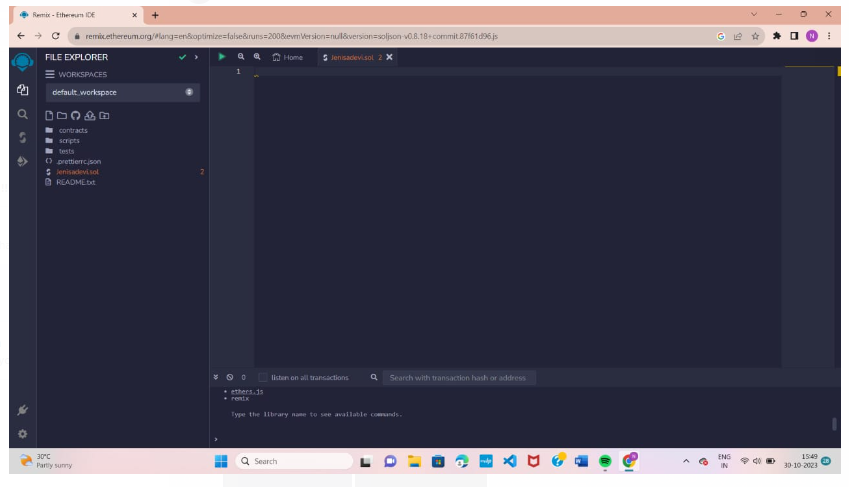 Remix - Ethereum IDE
remix.ethereum.org/#lang=en&optimize=false&runs=200&evmVersion=null&version=soljson-v0.8.18+commit.87f61d96.js
N
FILE EXPLORER
WORKSPACES
default_workspace
contracts
scripts
tests
.prettierrc.json
Jenisadevi.sol 2
README.txt
Home
Jenisadevi.sol 2
1
0
listen on all transactions
Search with transaction hash or address
• ethers.js
• remix
Type the library name to see available commands.
>
30°C
Partly sunny
Search
ENG
IN
15:49
30-10-2023